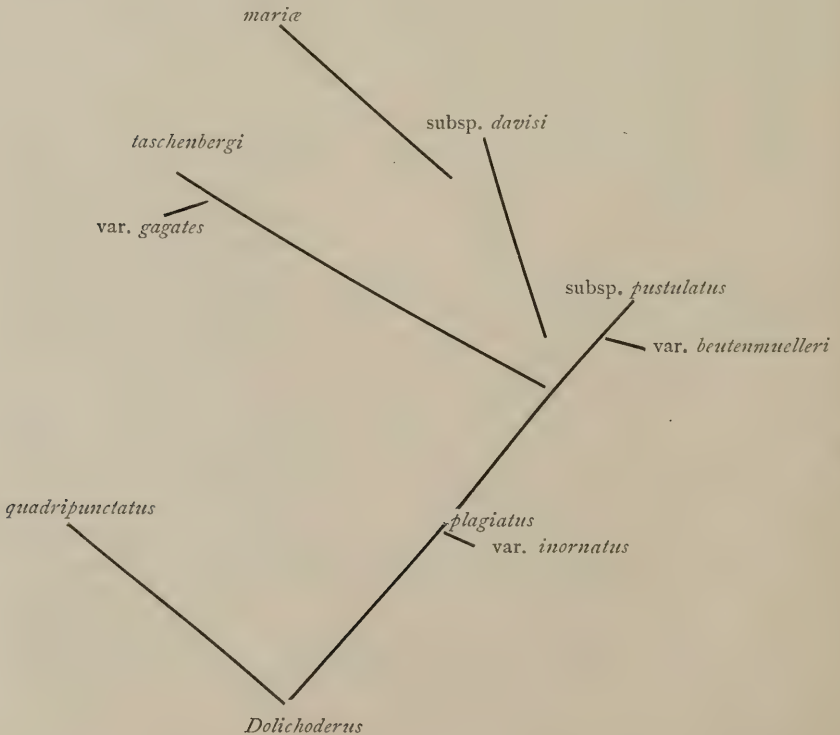 mariæ
subsp. davisi
taschenbergi
var. gagates
subsp. pustulatus
var. beutenmuelleri
quadripunctatus
plagiatus
var. inornatus
Dolichoderus